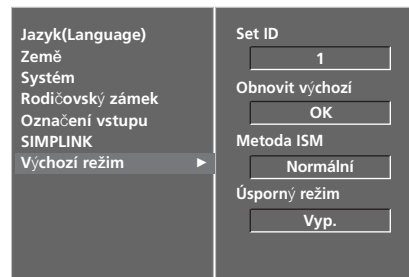 Jazyk(Language)
Země
Systém
Rodičovský zámek
Označení vstupu
SIMPLINK
Výchozí režim ►
Set ID
1
Obnovit výchozí
OK
Metoda ISM
Normální
Úsporný režim
Vyp.